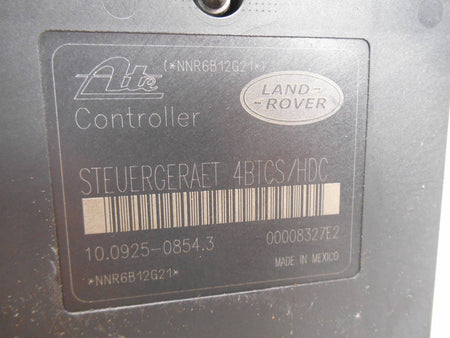 (*NNR6B12G21*)
Ate
LAND-
-ROVER
Controller
STEUERGERAET 4BTCS/HDC
10.0925-0854.3 00008327E2
MADE IN MEXICO
*NNR6B12G21*